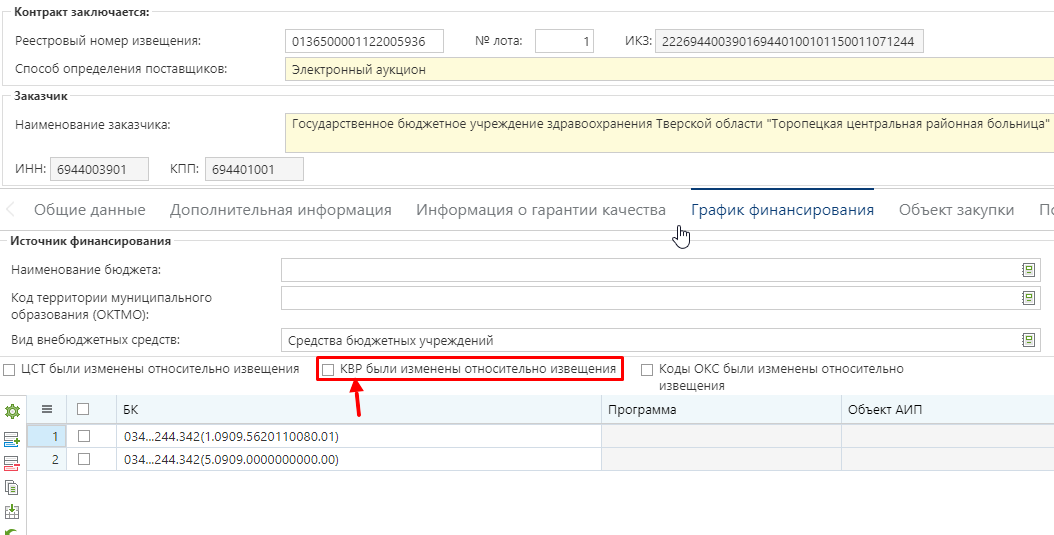 Контракт заключается:
Реестровый номер извещения: 0136500001122005936 № лота: 1 ИКЗ: 222694400390169440100101150011071244
Способ определения поставщиков: Электронный аукцион
Заказчик
Наименование заказчика: Государственное бюджетное учреждение здравоохранения Тверской области "Торопецкая центральная районная больница"
ИНН: 6944003901 КПП: 694401001
Общие данные Дополнительная информация Информация о гарантии качества График финансирования Объект закупки По
Источник финансирования
Наименование бюджета:
Код территории муниципального
образования (ОКТМО):
Вид внебюджетных средств: Средства бюджетных учреждений
ЦСТ были изменены относительно извещения КВР были изменены относительно извещения Коды ОКС были изменены относительно
извещения
БК Программа Объект АИП
1 034...244.342(1.0909.5620110080.01)
2 034...244.342(5.0909.0000000000.00)